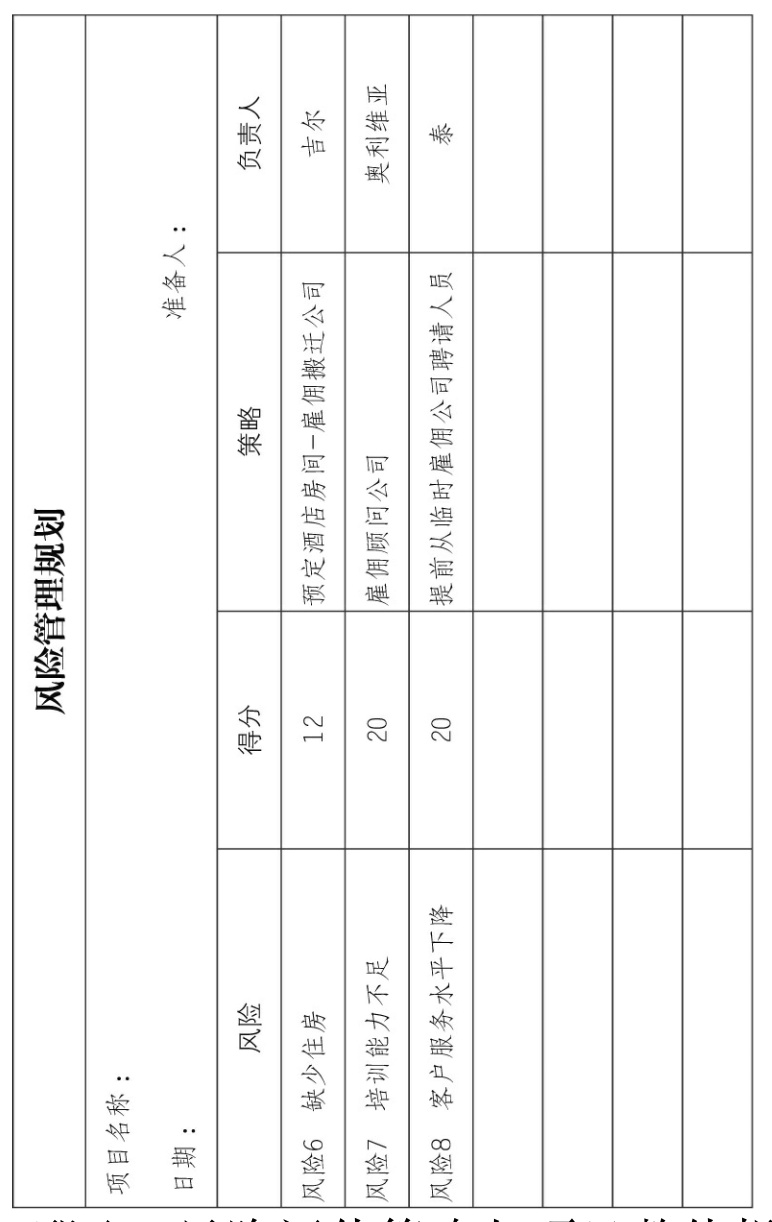 风险管理规划
项目名称：
日期： 准备人：
风险 得分 策略 负责人
风险6 缺少住房 12 预定酒店房间-雇佣搬迁公司 吉尔
风险7 培训能力不足 20 雇佣顾问公司 奥利维亚
风险8 客户服务水平下降 20 提前从临时雇佣公司聘请人员 泰